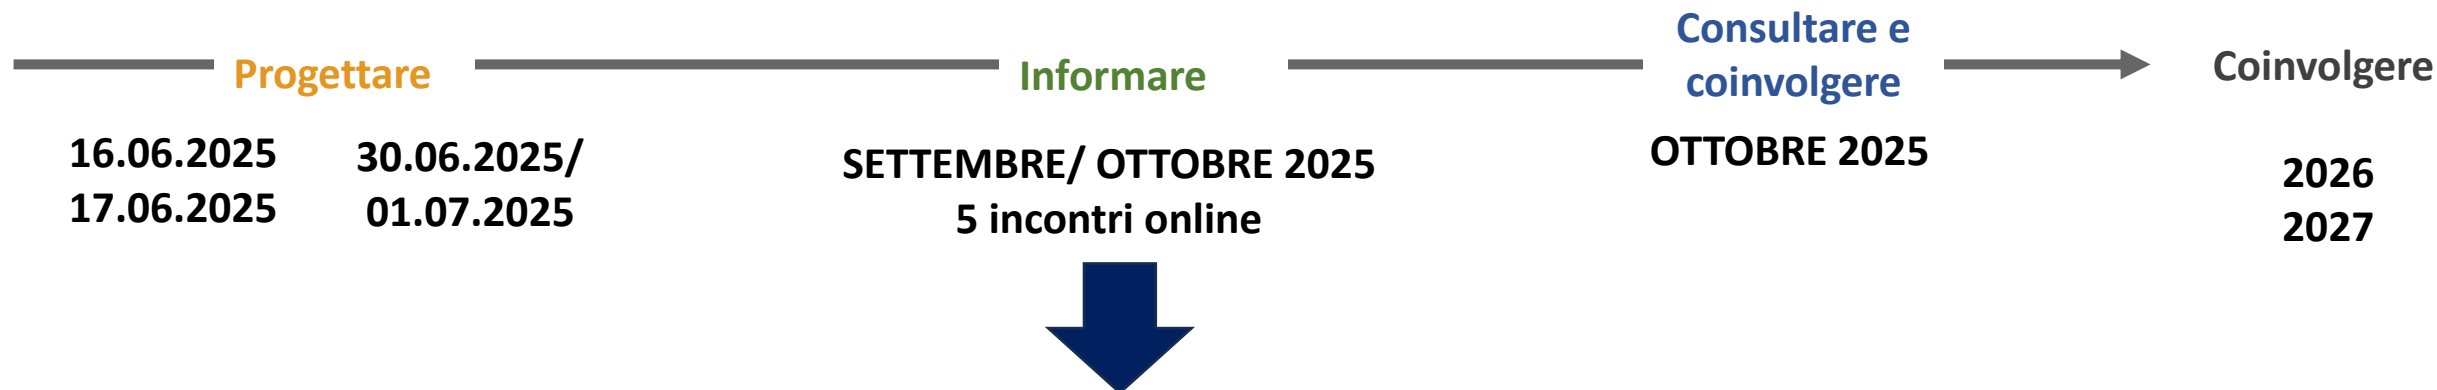 Progettare
16.06.2025
17.06.2025
30.06.2025/
01.07.2025
Informare
SETTEMBRE/ OTTOBRE 2025
5 incontri online
Consultare e
coinvolgere
OTTOBRE 2025
Coinvolgere
2026
2027